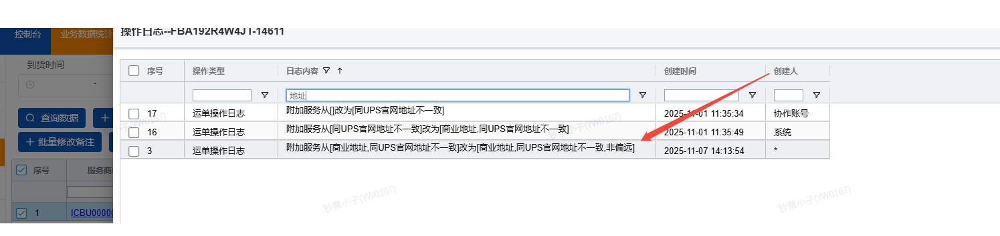 操作日志--FBA192R4W4J1-14611
控制台 业务数据统计
到货时间
-
查询数据
批量修改备注
序号 服务商
1 ICBU0000
序号 操作类型 日志内容 创建时间 创建人
地址
17 运单操作日志 附加服务从[]改为[同UPS官网地址不一致] 2025-11-01 11:35:34 协作账号
16 运单操作日志 附加服务从[同UPS官网地址不一致]改为[商业地址,同UPS官网地址不一致] 2025-11-01 11:35:49 系统
3 运单操作日志 附加服务从[商业地址,同UPS官网地址不一致]改为[商业地址,同UPS官网地址不一致,非偏远] 2025-11-07 14:13:54 *
小子(YW0167)
钞票小子(YW0167)
钞票小子(YW0167)
钞票小子(YW0167)